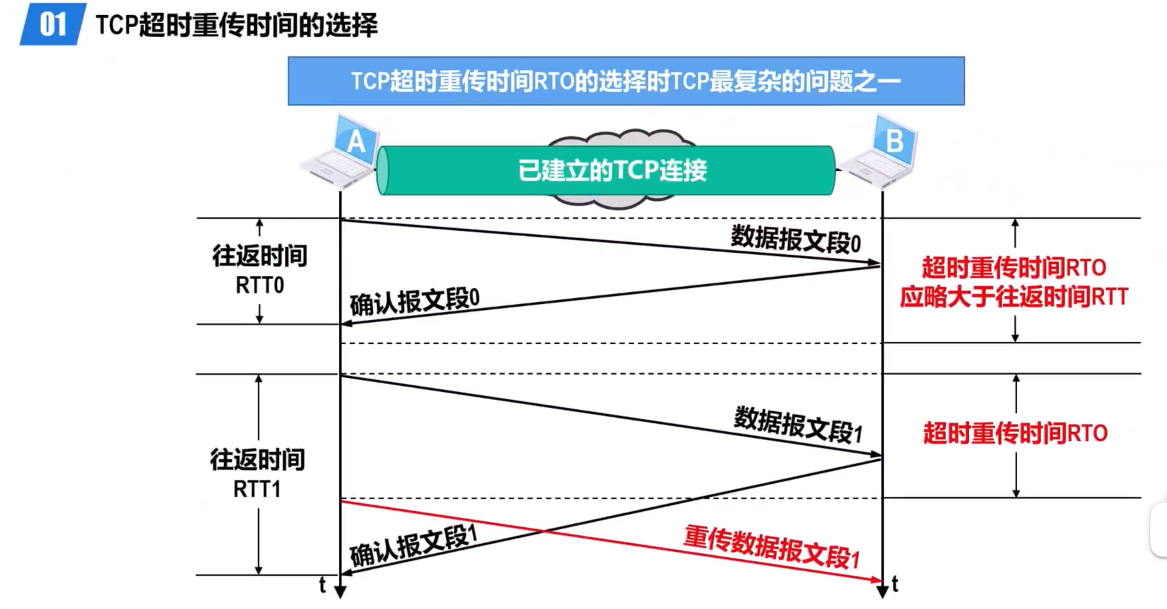 01 TCP超时重传时间的选择
TCP超时重传时间RTO的选择时TCP最复杂的问题之一
A
B
已建立的TCP连接
往返时间
RTT0
数据报文段0
确认报文段0
超时重传时间RTO
应略大于往返时间RTT
往返时间
RTT1
数据报文段1
确认报文段1
重传数据报文段1
超时重传时间RTO
t
t